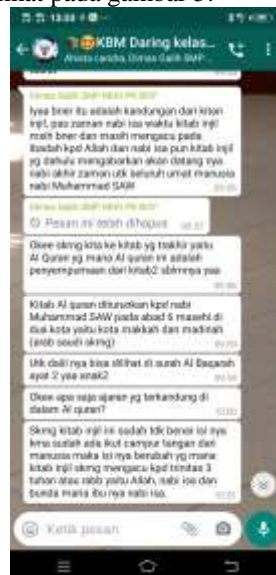 KBM Daring kelas...
Iyaa bner itu adalah kandungan dari kitan
injl, pas zaman nabi isa waktu kitab injil
msih bner dan masih mengacu pada
ibadah kpd Allah dan nabi isa pun kitab injil
yg dahulu mengabarkan akan datang nya
nabi akhir zaman utk seluruh umat manusia
nabi Muhammad SAW
Pesan ini telah dihapus
Okee skrng kita ke kitab yg trakhir yaitu
Al Quran yg mana Al quran ini adalah
penyempurnaan dari kitab2 sblmnya yaa
Kitab Al quran diturunkan kpd nabi
Muhammad SAW pada abad 6 masehi di
dua kota yaitu kota makkah dan madinah
(arab saudi skrng)
Utk dalil nya bisa dilihat di surah Al Baqarah
ayat 2 yaa anak2
Okee apa saja ajaran yg terkandung di
dalam Al quran?
Skrng kitab injil ini sudah tdk benar isi nya
krna sudah ada ikut campur tangan dari
manusia maka isi nya berubah yg mana
kitab injil skrng mengacu kpd trinitas 3
tuhan atau rabb yaitu Allah, nabi isa dan
bunda maria ibu nya nabi isa.
Ketik pesan